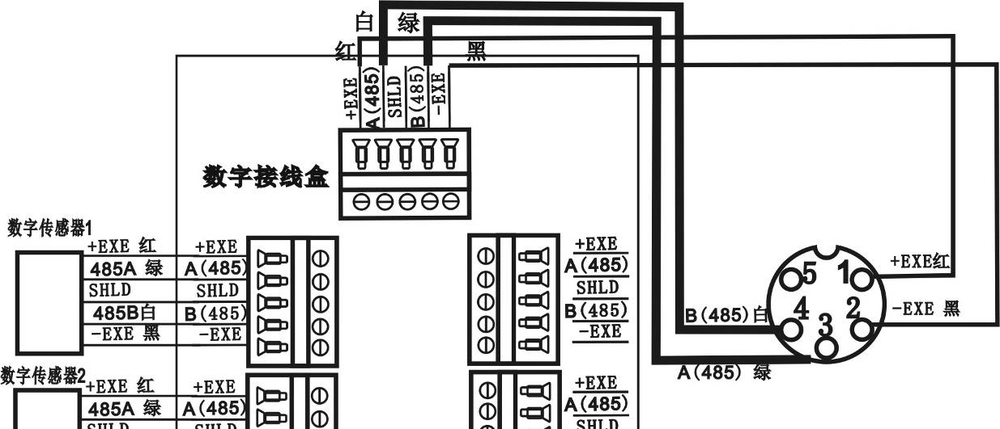 白 绿
红 黑
+EXE
A(485)
SHLD
B(485)
-EXE
数字接线盒
数字传感器1
+EXE 红
485A 绿
SHLD
485B白
-EXE 黑
+EXE
A(485)
SHLD
B(485)
-EXE
+EXE
A(485)
SHLD
B(485)
-EXE
5 1
4 2
3
+EXE红
-EXE 黑
B(485)白
A(485) 绿
数字传感器2
+EXE 红
485A 绿
SHLD
+EXE
A(485)
SHLD
+EXE
A(485)
SHLD